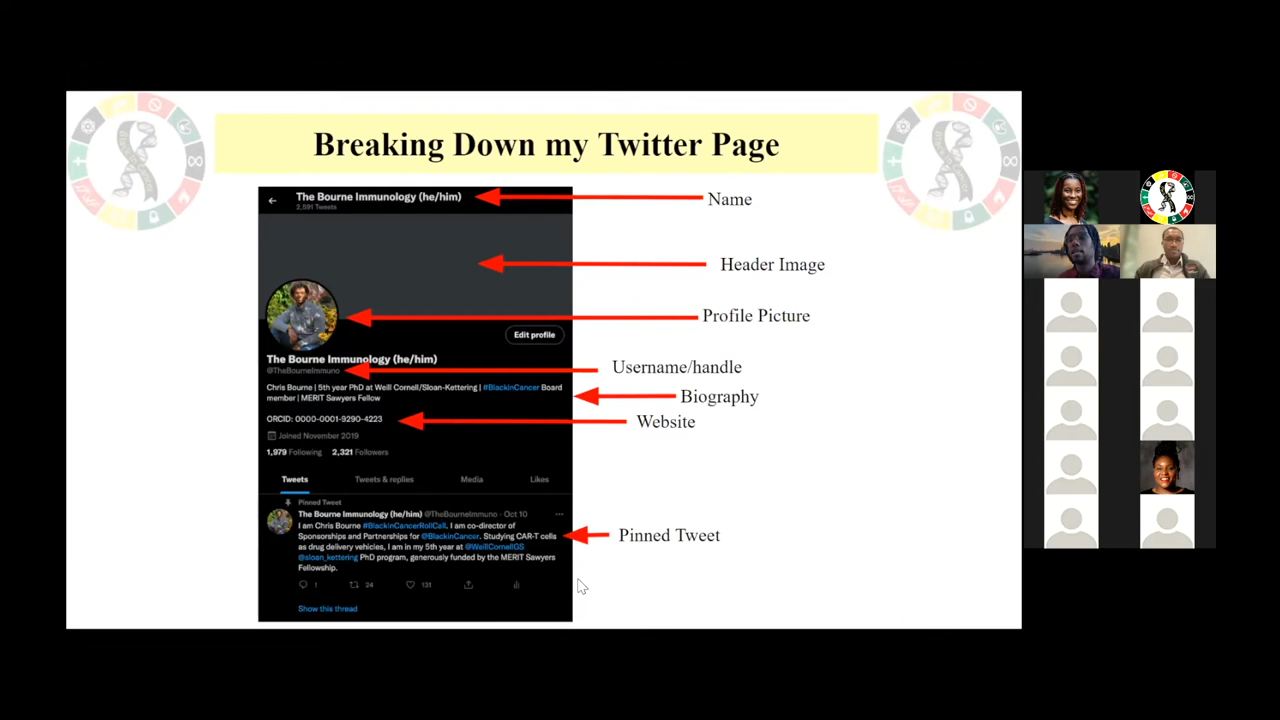 Breaking Down my Twitter Page
The Bourne Immunology (he/him)
2,591 Tweets
Name
Header Image
Profile Picture
Edit profile
The Bourne Immunology (he/him)
@TheBourneImmuno
Username/handle
Chris Bourne | 5th year PhD at Weill Cornell/Sloan-Kettering | #BlackinCancer Board
member | MERIT Sawyers Fellow
Biography
ORCID: 0000-0001-9290-4223
Website
Joined November 2019
1,979 Following 2,321 Followers
Tweets Tweets & replies Media Likes
Pinned Tweet
The Bourne Immunology (he/him) @TheBourneImmuno · Oct 10
I am Chris Bourne #BlackinCancerRollCall. I am co-director of
Sponsorships and Partnerships for @BlackinCancer. Studying CAR-T cells
as drug delivery vehicles, I am in my 5th year at @WeillCornellGS
@sloan_kettering PhD program, generously funded by the MERIT Sawyers
Fellowship.
Pinned Tweet
1 24 131
Show this thread